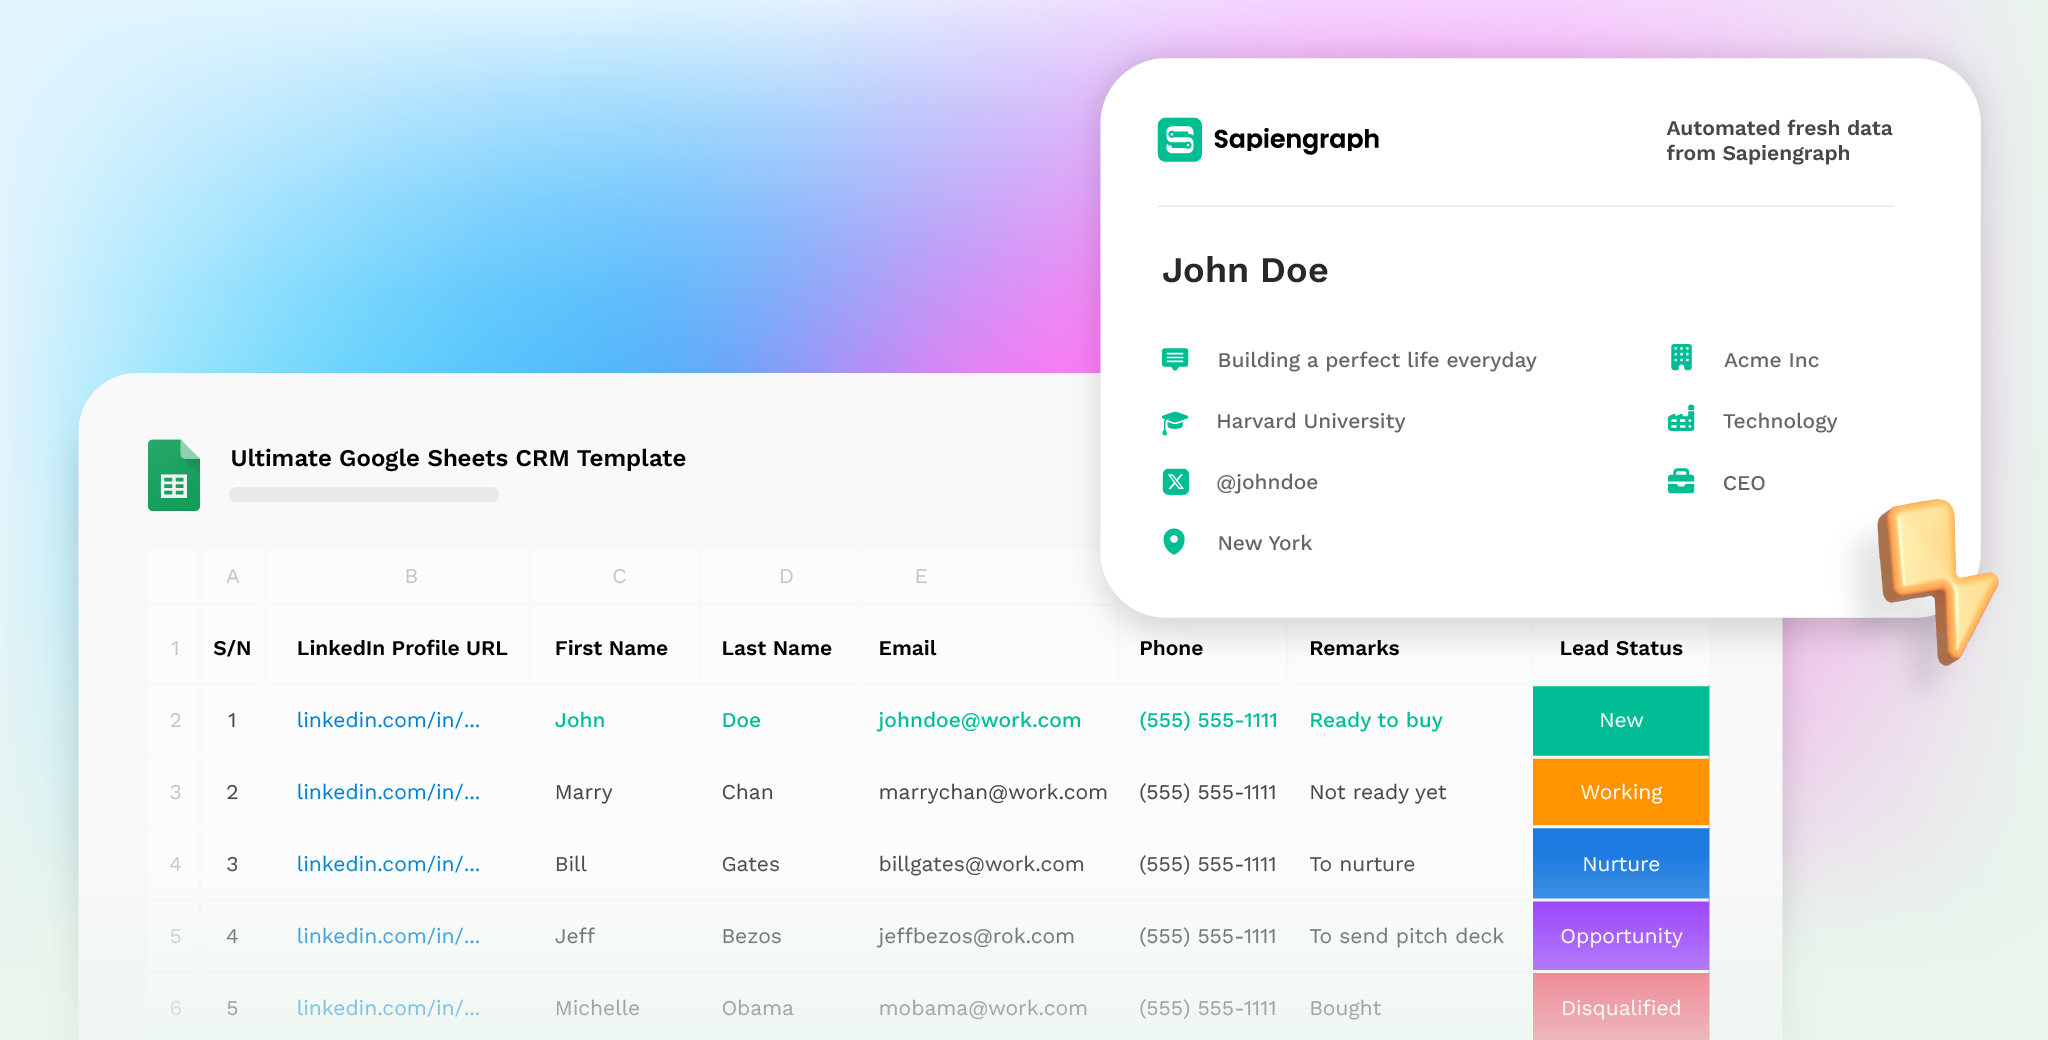 Sapiengraph
Automated fresh data
from Sapiengraph
John Doe
Building a perfect life everyday
Acme Inc
Harvard University
Technology
@johndoe
CEO
New York
Ultimate Google Sheets CRM Template
A B C D E
1 S/N LinkedIn Profile URL First Name Last Name Email Phone Remarks Lead Status
2 1 linkedin.com/in/... John Doe johndoe@work.com (555) 555-1111 Ready to buy New
3 2 linkedin.com/in/... Marry Chan marrychan@work.com (555) 555-1111 Not ready yet Working
4 3 linkedin.com/in/... Bill Gates billgates@work.com (555) 555-1111 To nurture Nurture
5 4 linkedin.com/in/... Jeff Bezos jeffbezos@rok.com (555) 555-1111 To send pitch deck Opportunity
6 5 linkedin.com/in/... Michelle Obama mobama@work.com (555) 555-1111 Bought Disqualified